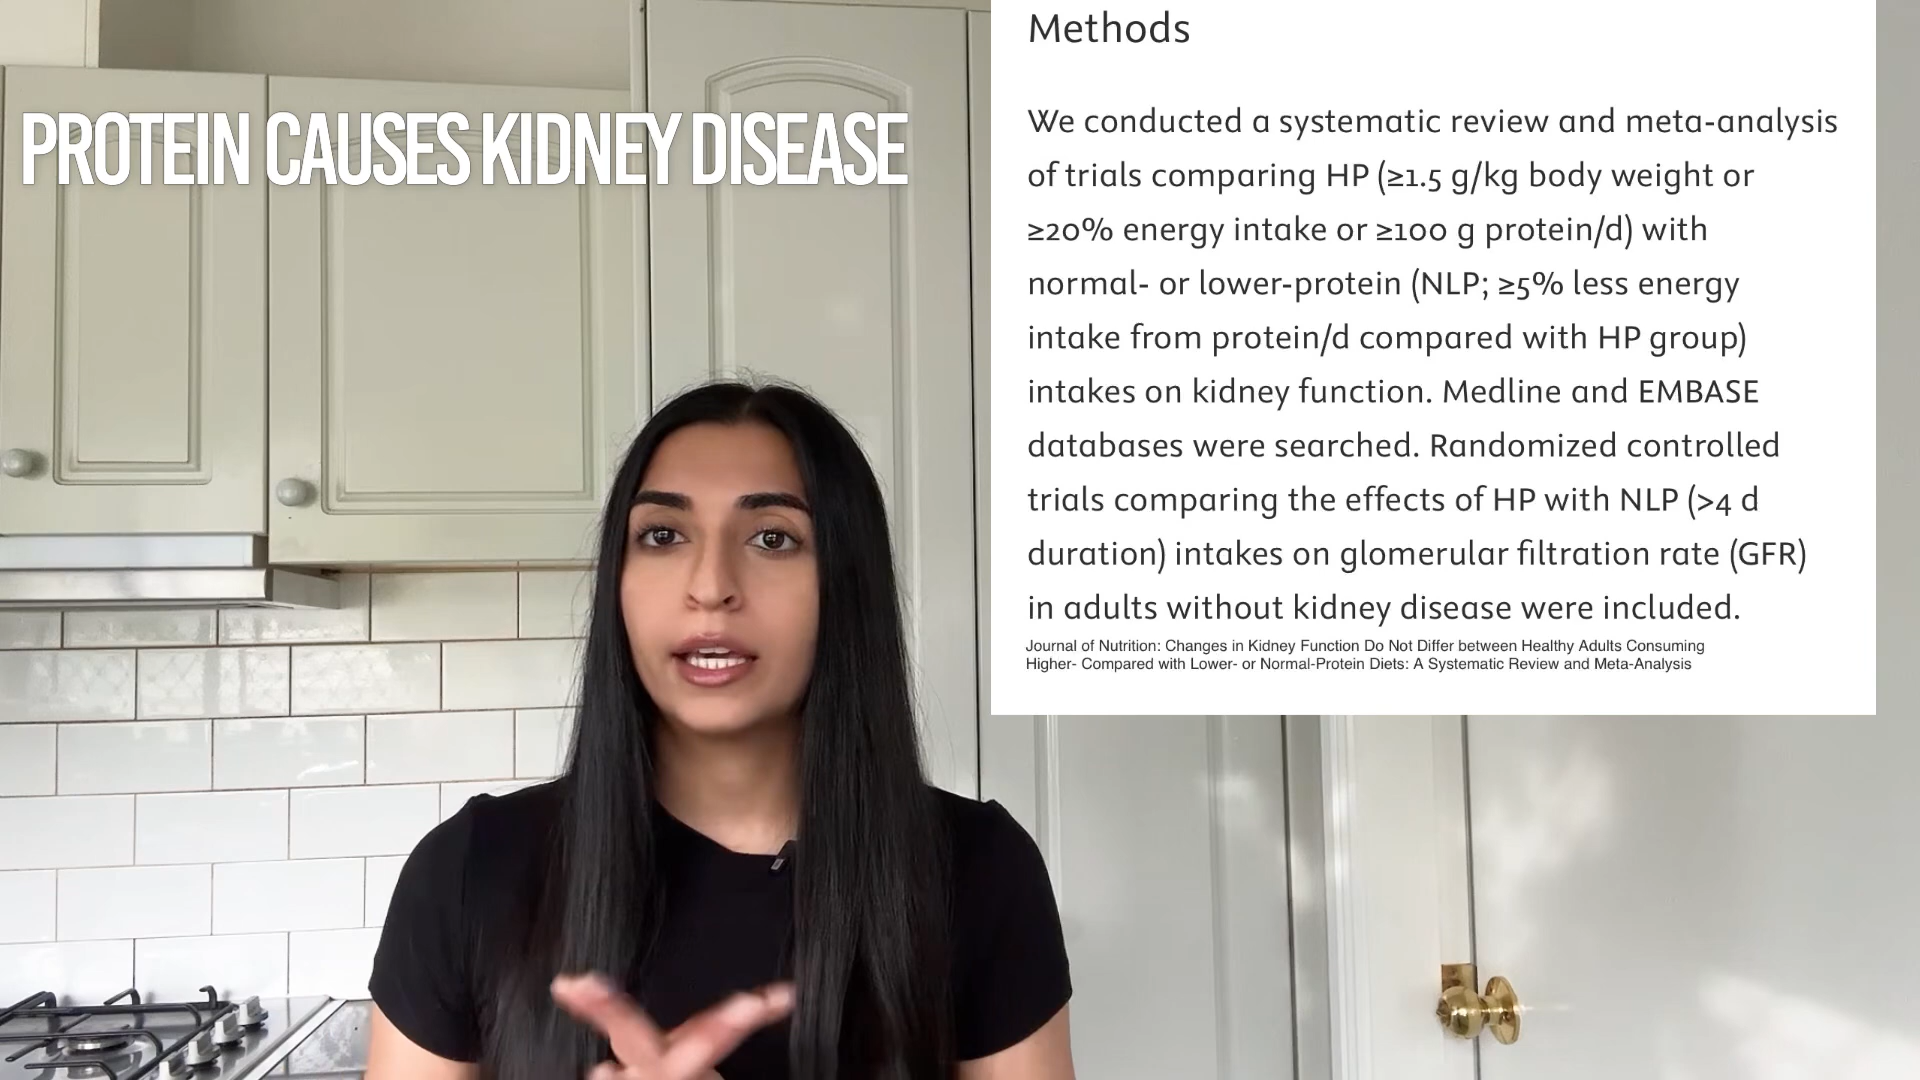 PROTEIN CAUSES KIDNEY DISEASE
Methods
We conducted a systematic review and meta-analysis
of trials comparing HP (≥1.5 g/kg body weight or
≥20% energy intake or ≥100 g protein/d) with
normal- or lower-protein (NLP; ≥5% less energy
intake from protein/d compared with HP group)
intakes on kidney function. Medline and EMBASE
databases were searched. Randomized controlled
trials comparing the effects of HP with NLP (>4 d
duration) intakes on glomerular filtration rate (GFR)
in adults without kidney disease were included.
Journal of Nutrition: Changes in Kidney Function Do Not Differ between Healthy Adults Consuming
Higher- Compared with Lower- or Normal-Protein Diets: A Systematic Review and Meta-Analysis